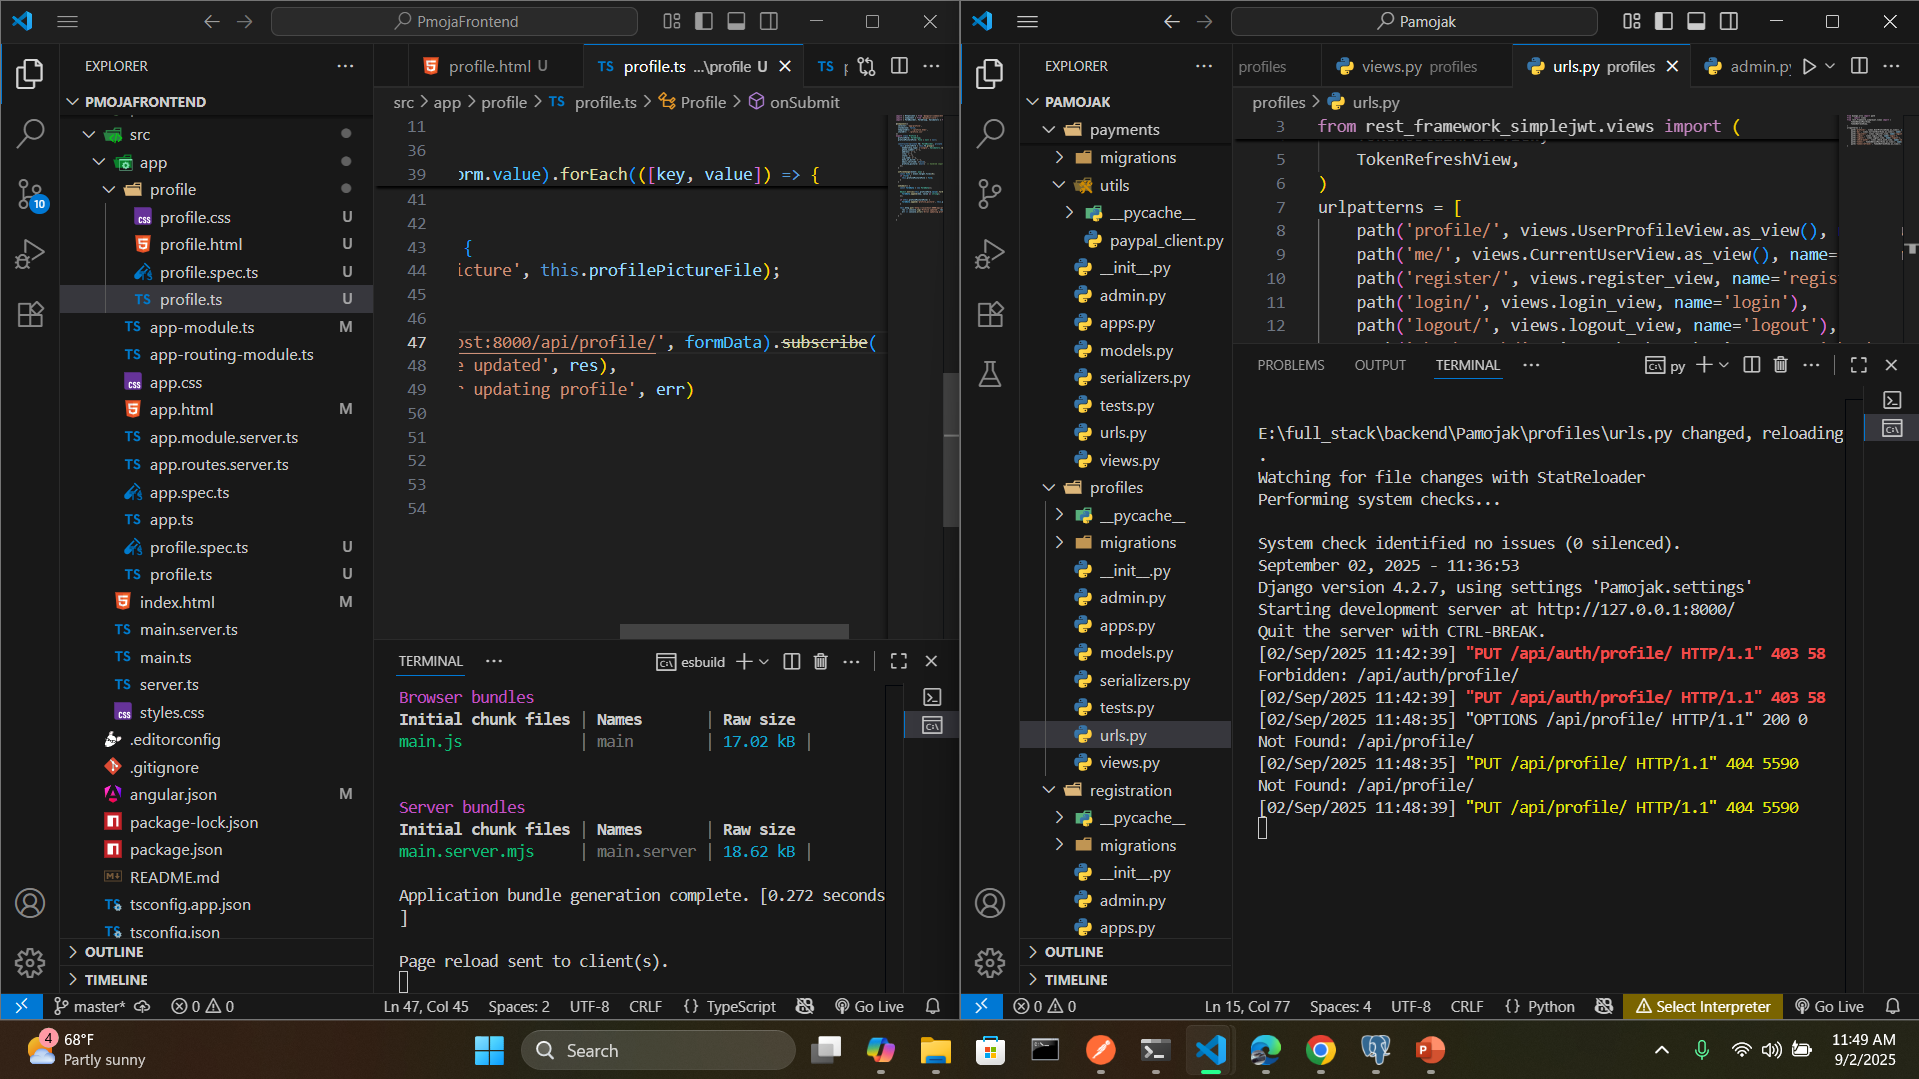 PmojaFrontend
EXPLORER
PMOJAFRONTEND
src
app
profile
profile.css U
profile.html U
profile.spec.ts U
profile.ts U
app-module.ts M
app-routing-module.ts
app.css
app.html M
app.module.server.ts
app.routes.server.ts
app.spec.ts
app.ts
profile.spec.ts U
profile.ts U
index.html M
main.server.ts
main.ts
server.ts
styles.css
.editorconfig
.gitignore
angular.json M
package-lock.json
package.json
README.md
tsconfig.app.json
tsconfig.json
OUTLINE
TIMELINE
10
profile.html U
TS profile.ts ...\profile U
TS
src > app > profile > TS profile.ts > Profile > onSubmit
11
36
39 orm.value).forEach(([key, value]) => {
41
42
43 {
44 icture', this.profilePictureFile);
45
46
47 ost:8000/api/profile/', formData).subscribe(
48 e updated', res),
49 r updating profile', err)
50
51
52
53
54
TERMINAL
esbuild
Browser bundles
Initial chunk files | Names | Raw size
main.js | main | 17.02 kB |
Server bundles
Initial chunk files | Names | Raw size
main.server.mjs | main.server | 18.62 kB |
Application bundle generation complete. [0.272 seconds
]
Page reload sent to client(s).
master* 0 0 Ln 47, Col 45 Spaces: 2 UTF-8 CRLF {} TypeScript Go Live
Pamojak
EXPLORER
PAMOJAK
payments
migrations
utils
__pycache__
paypal_client.py
__init__.py
admin.py
apps.py
models.py
serializers.py
tests.py
urls.py
views.py
profiles
__pycache__
migrations
__init__.py
admin.py
apps.py
models.py
serializers.py
tests.py
urls.py
views.py
registration
__pycache__
migrations
__init__.py
admin.py
apps.py
OUTLINE
TIMELINE
profiles
views.py profiles
urls.py profiles
admin.py
profiles > urls.py
3 from rest_framework_simplejwt.views import (
5 TokenRefreshView,
6 )
7 urlpatterns = [
8 path('profile/', views.UserProfileView.as_view(),
9 path('me/', views.CurrentUserView.as_view(), name=
10 path('register/', views.register_view, name='regis
11 path('login/', views.login_view, name='login'),
12 path('logout/', views.logout_view, name='logout'),
PROBLEMS OUTPUT TERMINAL
py
E:\full_stack\backend\Pamojak\profiles\urls.py changed, reloading
.
Watching for file changes with StatReloader
Performing system checks...
System check identified no issues (0 silenced).
September 02, 2025 - 11:36:53
Django version 4.2.7, using settings 'Pamojak.settings'
Starting development server at http://127.0.0.1:8000/
Quit the server with CTRL-BREAK.
[02/Sep/2025 11:42:39] "PUT /api/auth/profile/ HTTP/1.1" 403 58
Forbidden: /api/auth/profile/
[02/Sep/2025 11:42:39] "PUT /api/auth/profile/ HTTP/1.1" 403 58
[02/Sep/2025 11:48:35] "OPTIONS /api/profile/ HTTP/1.1" 200 0
Not Found: /api/profile/
[02/Sep/2025 11:48:35] "PUT /api/profile/ HTTP/1.1" 404 5590
Not Found: /api/profile/
[02/Sep/2025 11:48:39] "PUT /api/profile/ HTTP/1.1" 404 5590
0 0 Ln 15, Col 77 Spaces: 4 UTF-8 CRLF {} Python Select Interpreter Go Live
4
68°F
Partly sunny
Search
11:49 AM
9/2/2025